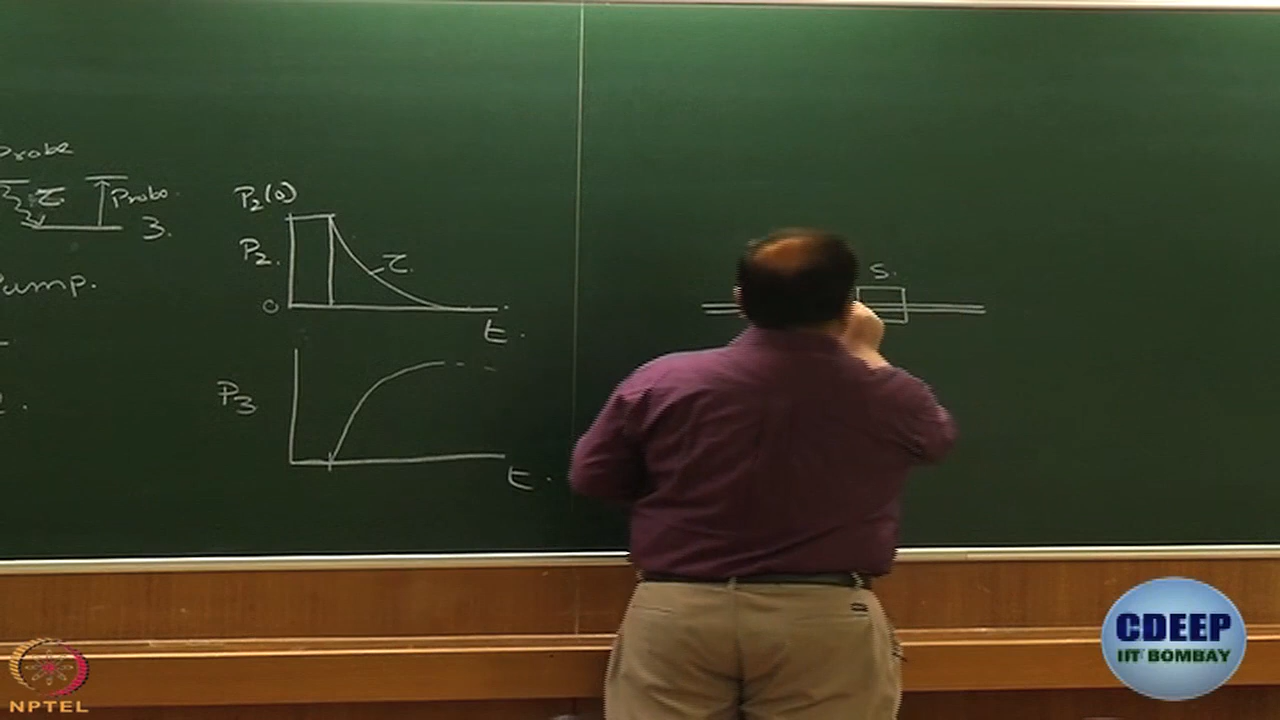 Probe
τ Probe
3.
Pump.
P₂(0)
P₂
0
τ
t.
P₃
t.
S.
CDEEP
IIT BOMBAY
NPTEL